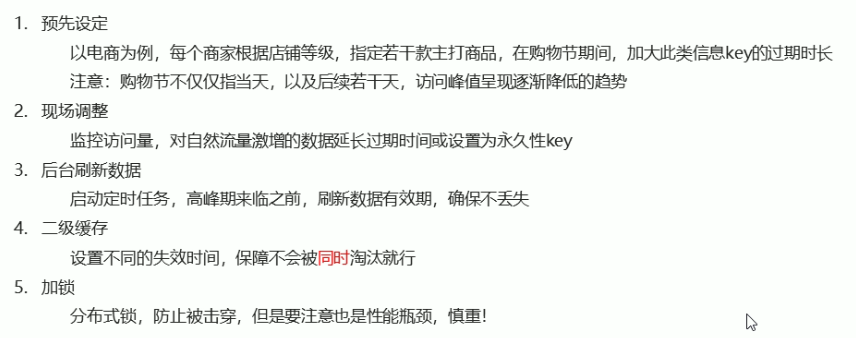 1. 预先设定
以电商为例，每个商家根据店铺等级，指定若干款主打商品，在购物节期间，加大此类信息key的过期时长
注意：购物节不仅仅指当天，以及后续若干天，访问峰值呈现逐渐降低的趋势
2. 现场调整
监控访问量，对自然流量激增的数据延长过期时间或设置为永久性key
3. 后台刷新数据
启动定时任务，高峰期来临之前，刷新数据有效期，确保不丢失
4. 二级缓存
设置不同的失效时间，保障不会被同时淘汰就行
5. 加锁
分布式锁，防止被击穿，但是要注意也是性能瓶颈，慎重！